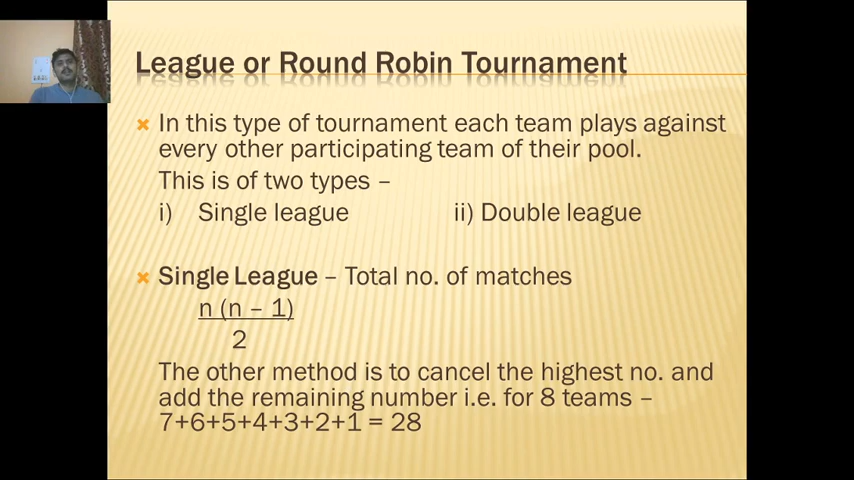 League or Round Robin Tournament
In this type of tournament each team plays against
every other participating team of their pool.
This is of two types –
i) Single league ii) Double league
Single League – Total no. of matches
n (n – 1)
2
The other method is to cancel the highest no. and
add the remaining number i.e. for 8 teams –
7+6+5+4+3+2+1 = 28